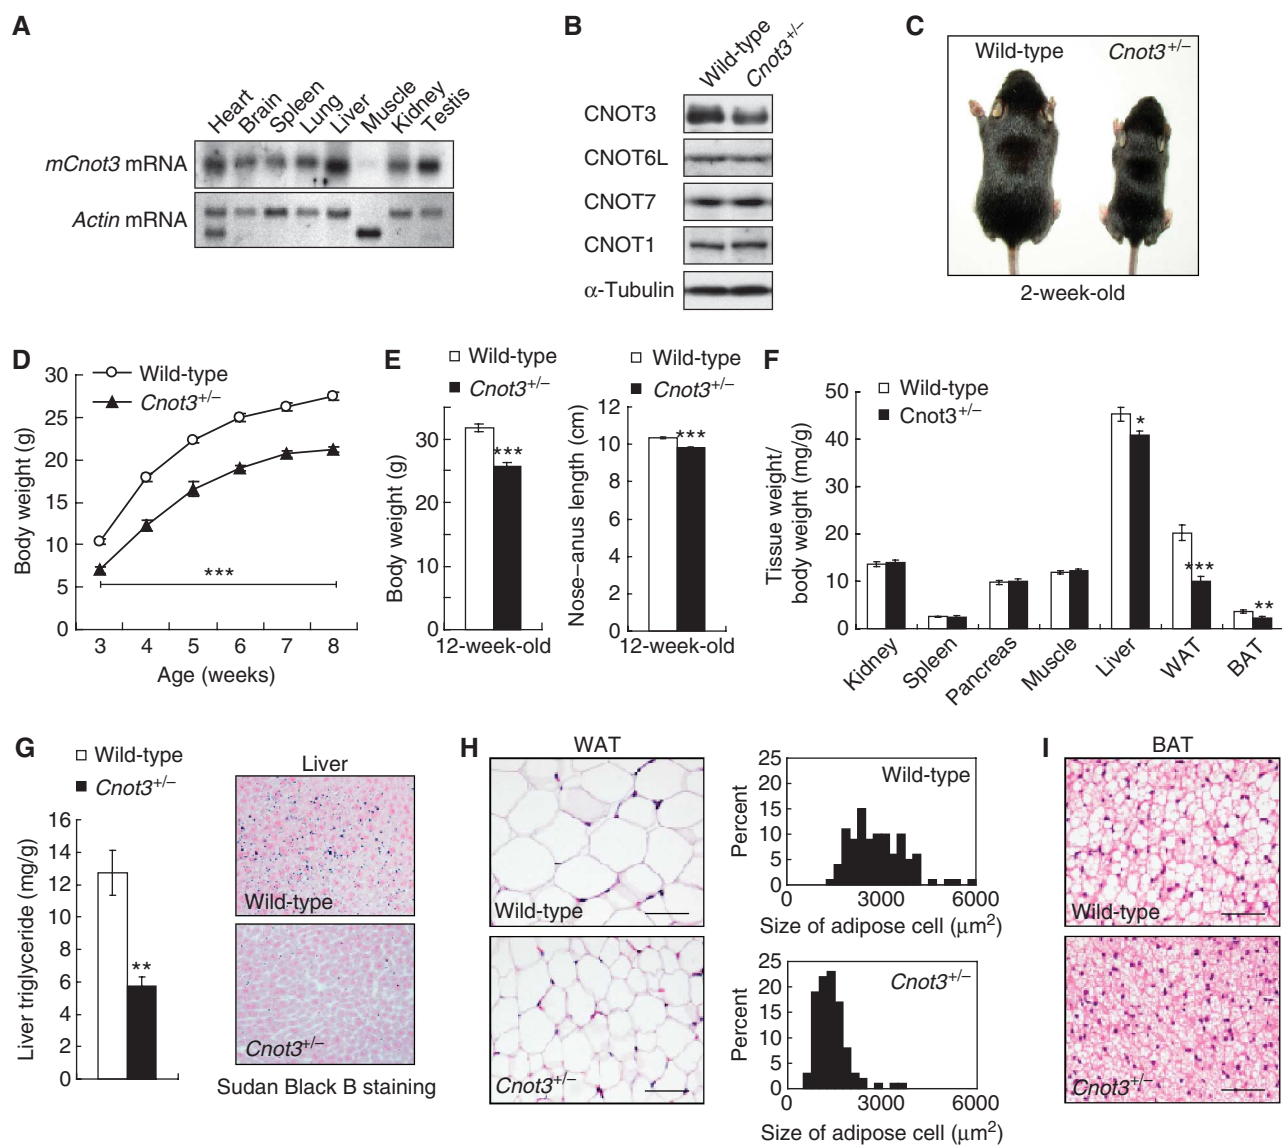 A
Heart
Brain
Spleen
Lung
Liver
Muscle
Kidney
Testis
mCnot3 mRNA
Actin mRNA
B
Wild-type
Cnot3+/–
CNOT3
CNOT6L
CNOT7
CNOT1
α-Tubulin
C
Wild-type
Cnot3+/–
2-week-old
D
Wild-type
Cnot3+/–
Body weight (g)
30
25
20
15
10
5
0
***
3 4 5 6 7 8
Age (weeks)
E
Wild-type
Cnot3+/–
Body weight (g)
30
20
10
0
***
12-week-old
Wild-type
Cnot3+/–
Nose–anus length (cm)
12
10
8
6
4
2
0
***
12-week-old
F
Wild-type
Cnot3+/–
Tissue weight/
body weight (mg/g)
50
40
30
20
10
0
*
***
**
Kidney
Spleen
Pancreas
Muscle
Liver
WAT
BAT
G
Wild-type
Cnot3+/–
Liver triglyceride (mg/g)
16
14
12
10
8
6
4
2
0
**
Liver
Wild-type
Cnot3+/–
Sudan Black B staining
H
WAT
Wild-type
Cnot3+/–
Percent
25
20
15
10
5
0
Wild-type
0 3000 6000
Size of adipose cell (μm2)
Percent
25
20
15
10
5
0
Cnot3+/–
0 3000 6000
Size of adipose cell (μm2)
I
BAT
Wild-type
Cnot3+/–